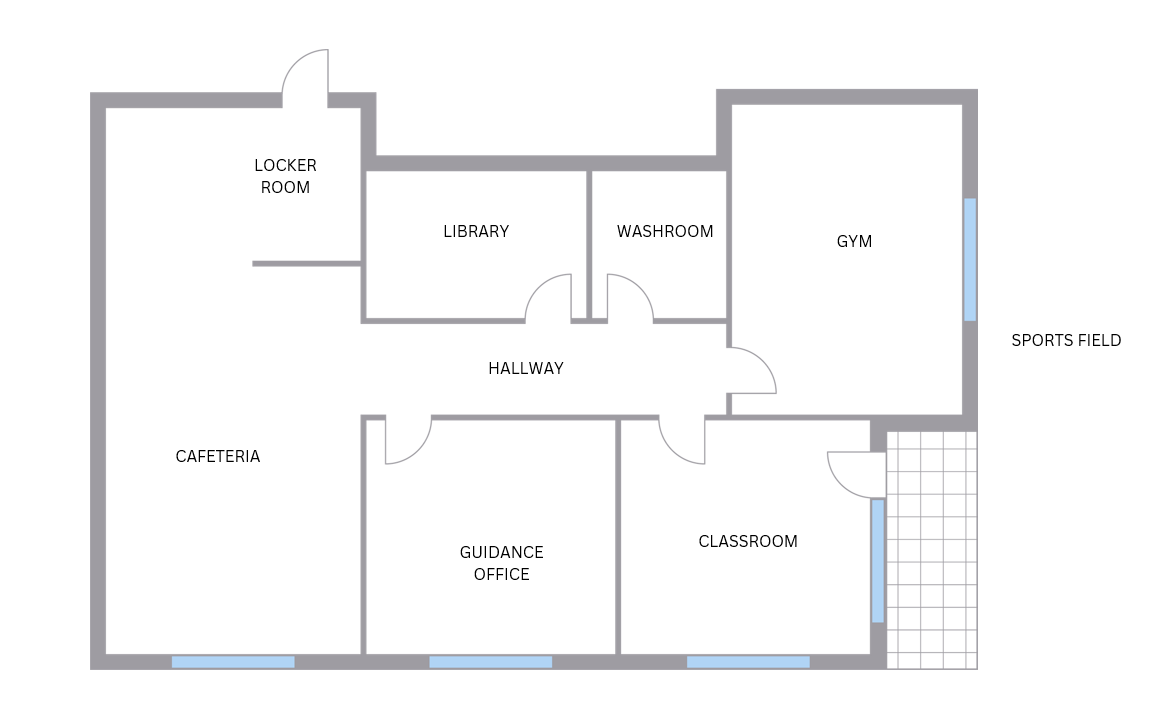 LOCKER
ROOM
LIBRARY
WASHROOM
GYM
SPORTS FIELD
HALLWAY
CAFETERIA
CLASSROOM
GUIDANCE
OFFICE